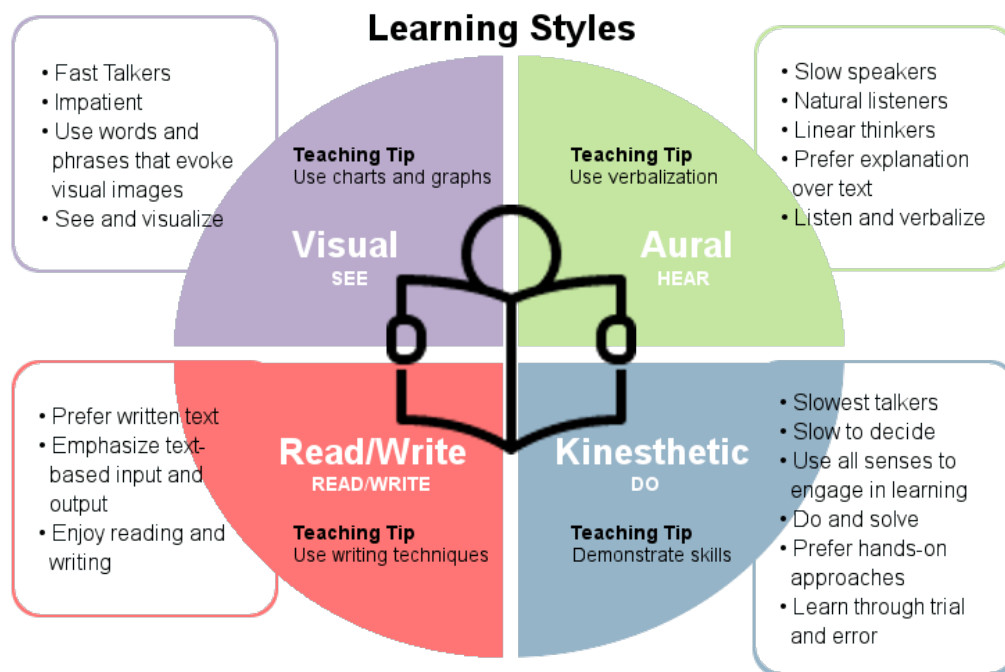 Learning Styles
• Fast Talkers
• Impatient
• Use words and
phrases that evoke
visual images
• See and visualize
Teaching Tip
Use charts and graphs
Visual
SEE
Teaching Tip
Use verbalization
Aural
HEAR
• Slow speakers
• Natural listeners
• Linear thinkers
• Prefer explanation
over text
• Listen and verbalize
• Prefer written text
• Emphasize text-
based input and
output
• Enjoy reading and
writing
Read/Write
READ/WRITE
Teaching Tip
Use writing techniques
Kinesthetic
DO
Teaching Tip
Demonstrate skills
• Slowest talkers
• Slow to decide
• Use all senses to
engage in learning
• Do and solve
• Prefer hands-on
approaches
• Learn through trial
and error